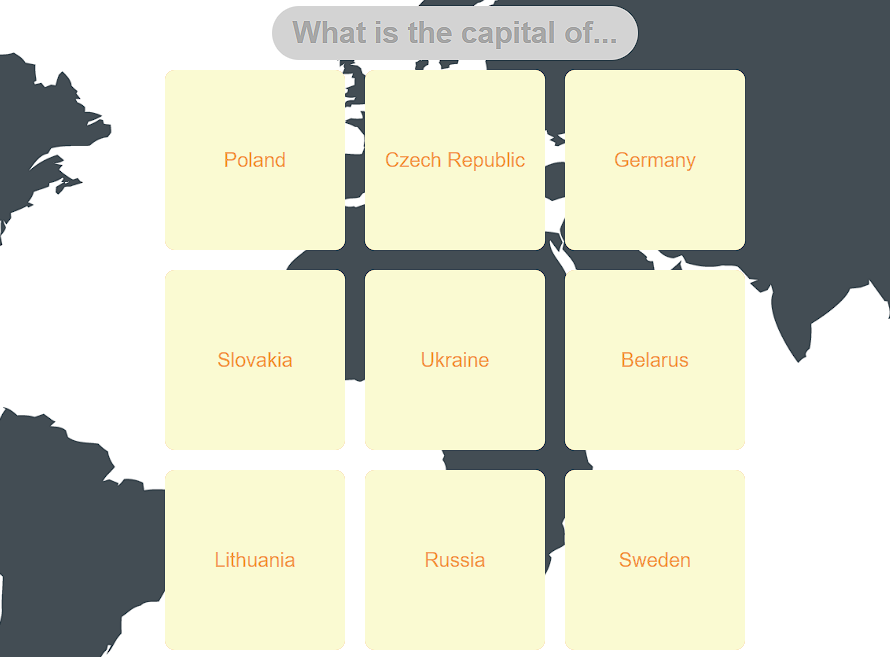 What is the capital of...
Poland
Czech Republic
Germany
Slovakia
Ukraine
Belarus
Lithuania
Russia
Sweden